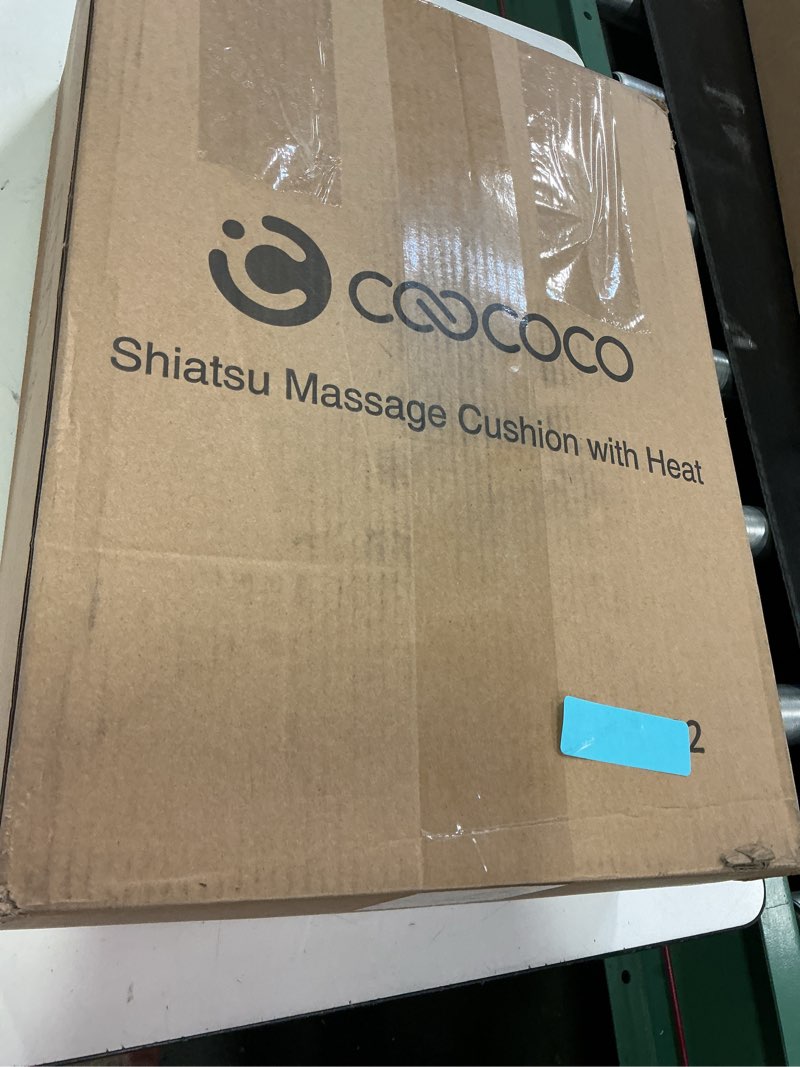 COOCOCO
Shiatsu Massage Cushion with Heat
2